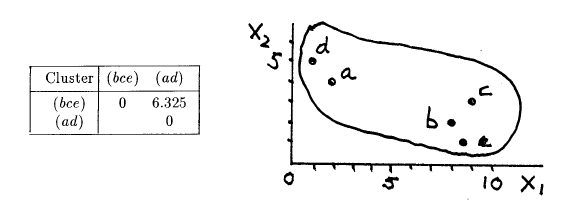 Cluster (bce) (ad)
(bce) 0 6.325
(ad) 0
X2
5
d
a
c
b
e
0 5 10 X1